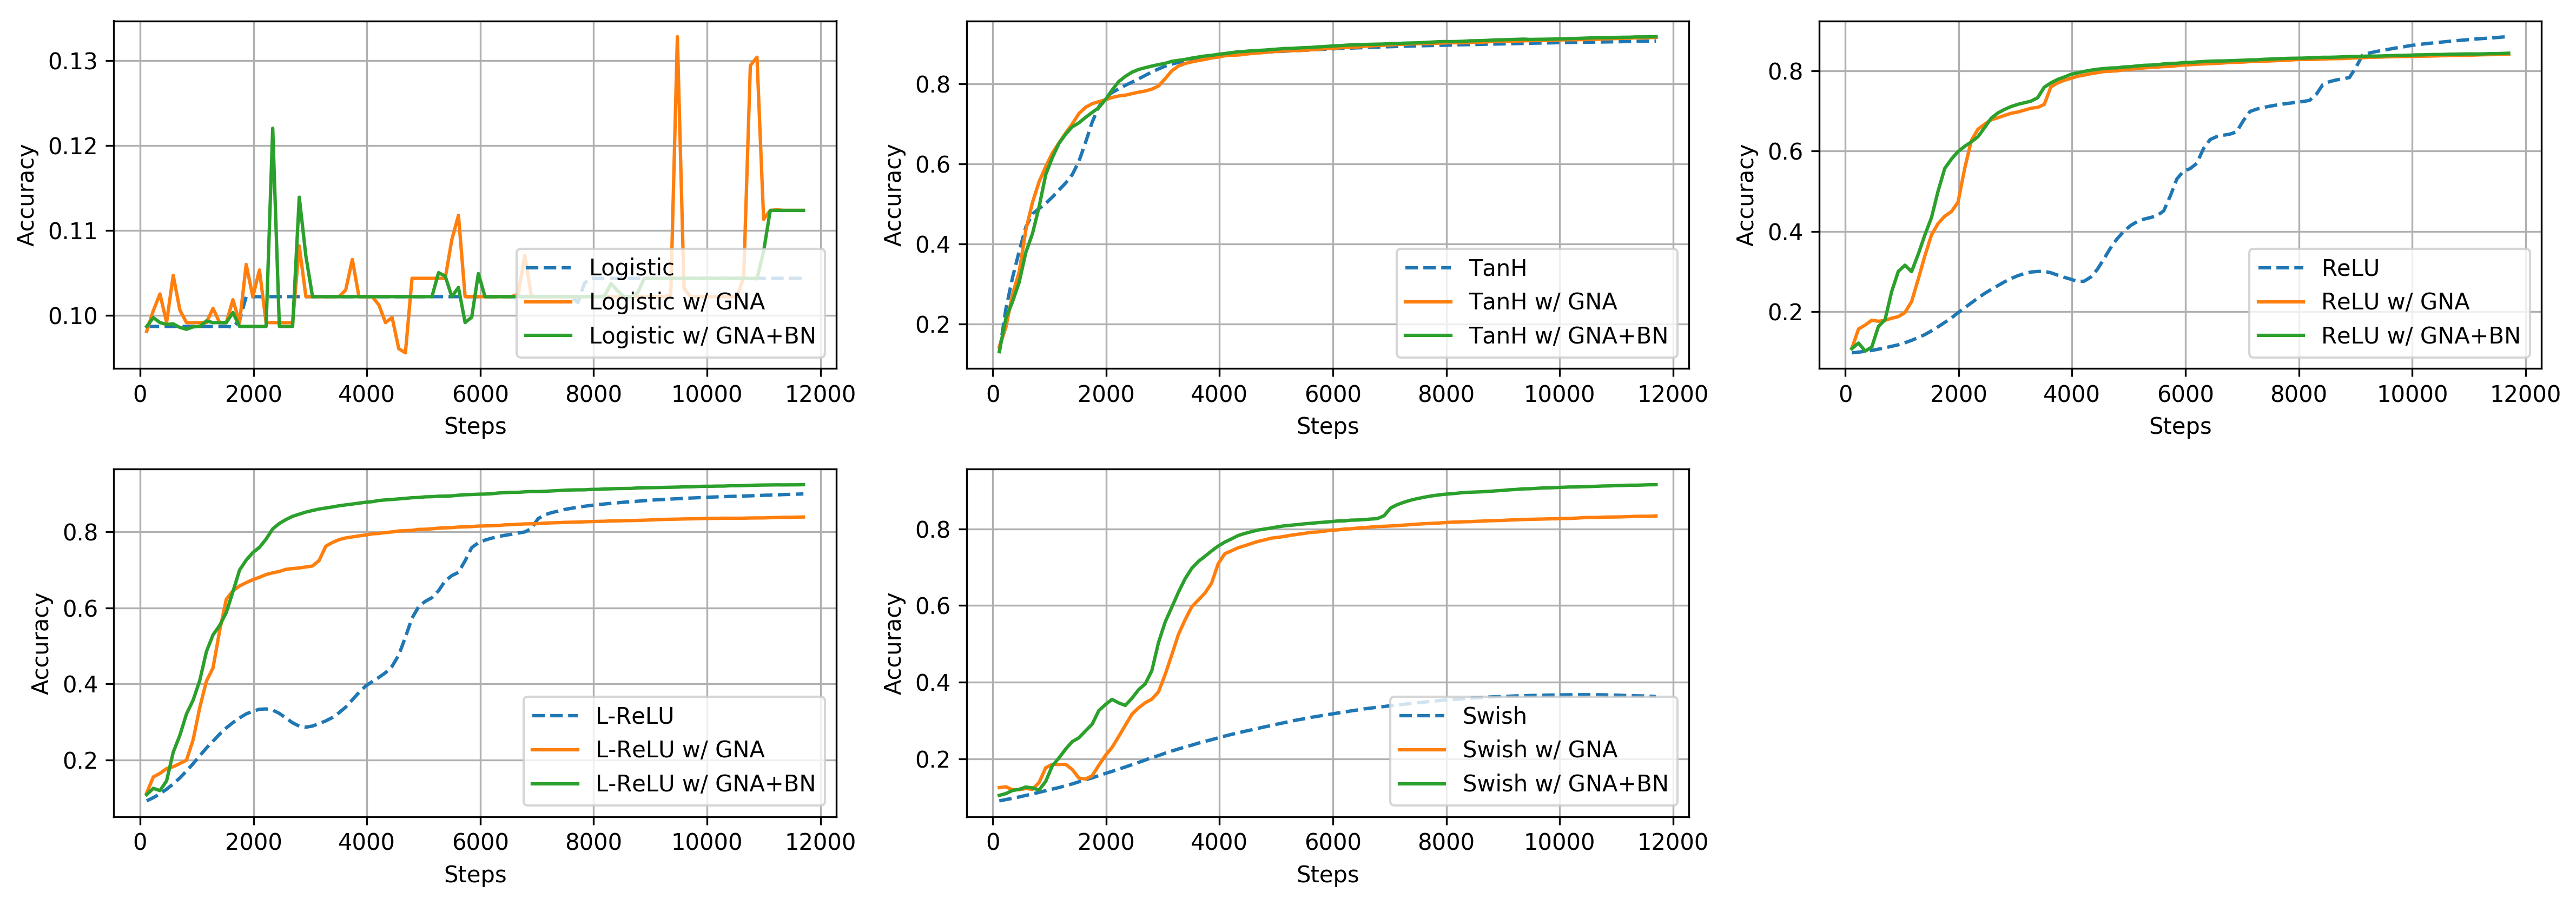 0.13
0.12
0.11
0.10
Accuracy
0 2000 4000 6000 8000 10000 12000
Steps
Logistic
Logistic w/ GNA
Logistic w/ GNA+BN
0.8
0.6
0.4
0.2
Accuracy
0 2000 4000 6000 8000 10000 12000
Steps
TanH
TanH w/ GNA
TanH w/ GNA+BN
0.8
0.6
0.4
0.2
Accuracy
0 2000 4000 6000 8000 10000 12000
Steps
ReLU
ReLU w/ GNA
ReLU w/ GNA+BN
0.8
0.6
0.4
0.2
Accuracy
0 2000 4000 6000 8000 10000 12000
Steps
L-ReLU
L-ReLU w/ GNA
L-ReLU w/ GNA+BN
0.8
0.6
0.4
0.2
Accuracy
0 2000 4000 6000 8000 10000 12000
Steps
Swish
Swish w/ GNA
Swish w/ GNA+BN